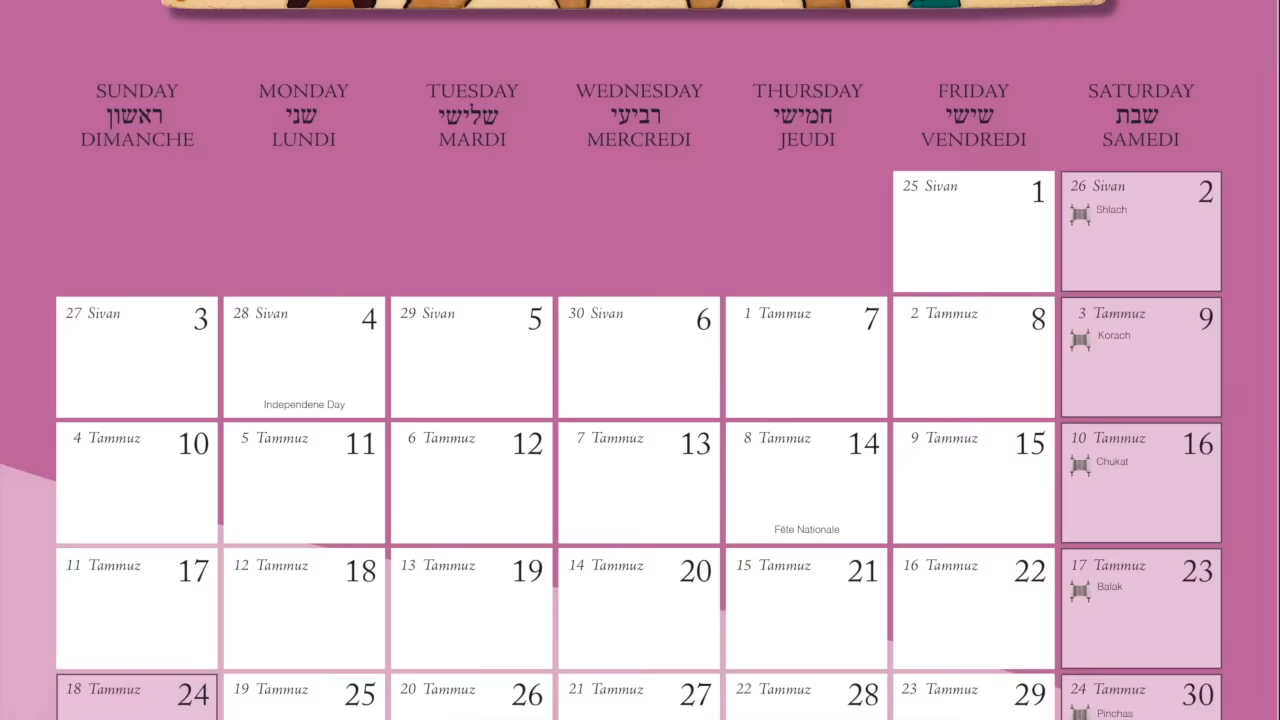 SUNDAY MONDAY TUESDAY WEDNESDAY THURSDAY FRIDAY SATURDAY
ראשון שני שלישי רביעי חמישי שישי שבת
DIMANCHE LUNDI MARDI MERCREDI JEUDI VENDREDI SAMEDI
25 Sivan 1 26 Sivan 2
Shlach
27 Sivan 3 28 Sivan 4 29 Sivan 5 30 Sivan 6 1 Tammuz 7 2 Tammuz 8 3 Tammuz 9
Korach
Independene Day
4 Tammuz 10 5 Tammuz 11 6 Tammuz 12 7 Tammuz 13 8 Tammuz 14 9 Tammuz 15 10 Tammuz 16
Chukat
Fête Nationale
11 Tammuz 17 12 Tammuz 18 13 Tammuz 19 14 Tammuz 20 15 Tammuz 21 16 Tammuz 22 17 Tammuz 23
Balak
18 Tammuz 24 19 Tammuz 25 20 Tammuz 26 21 Tammuz 27 22 Tammuz 28 23 Tammuz 29 24 Tammuz 30
Pinchas